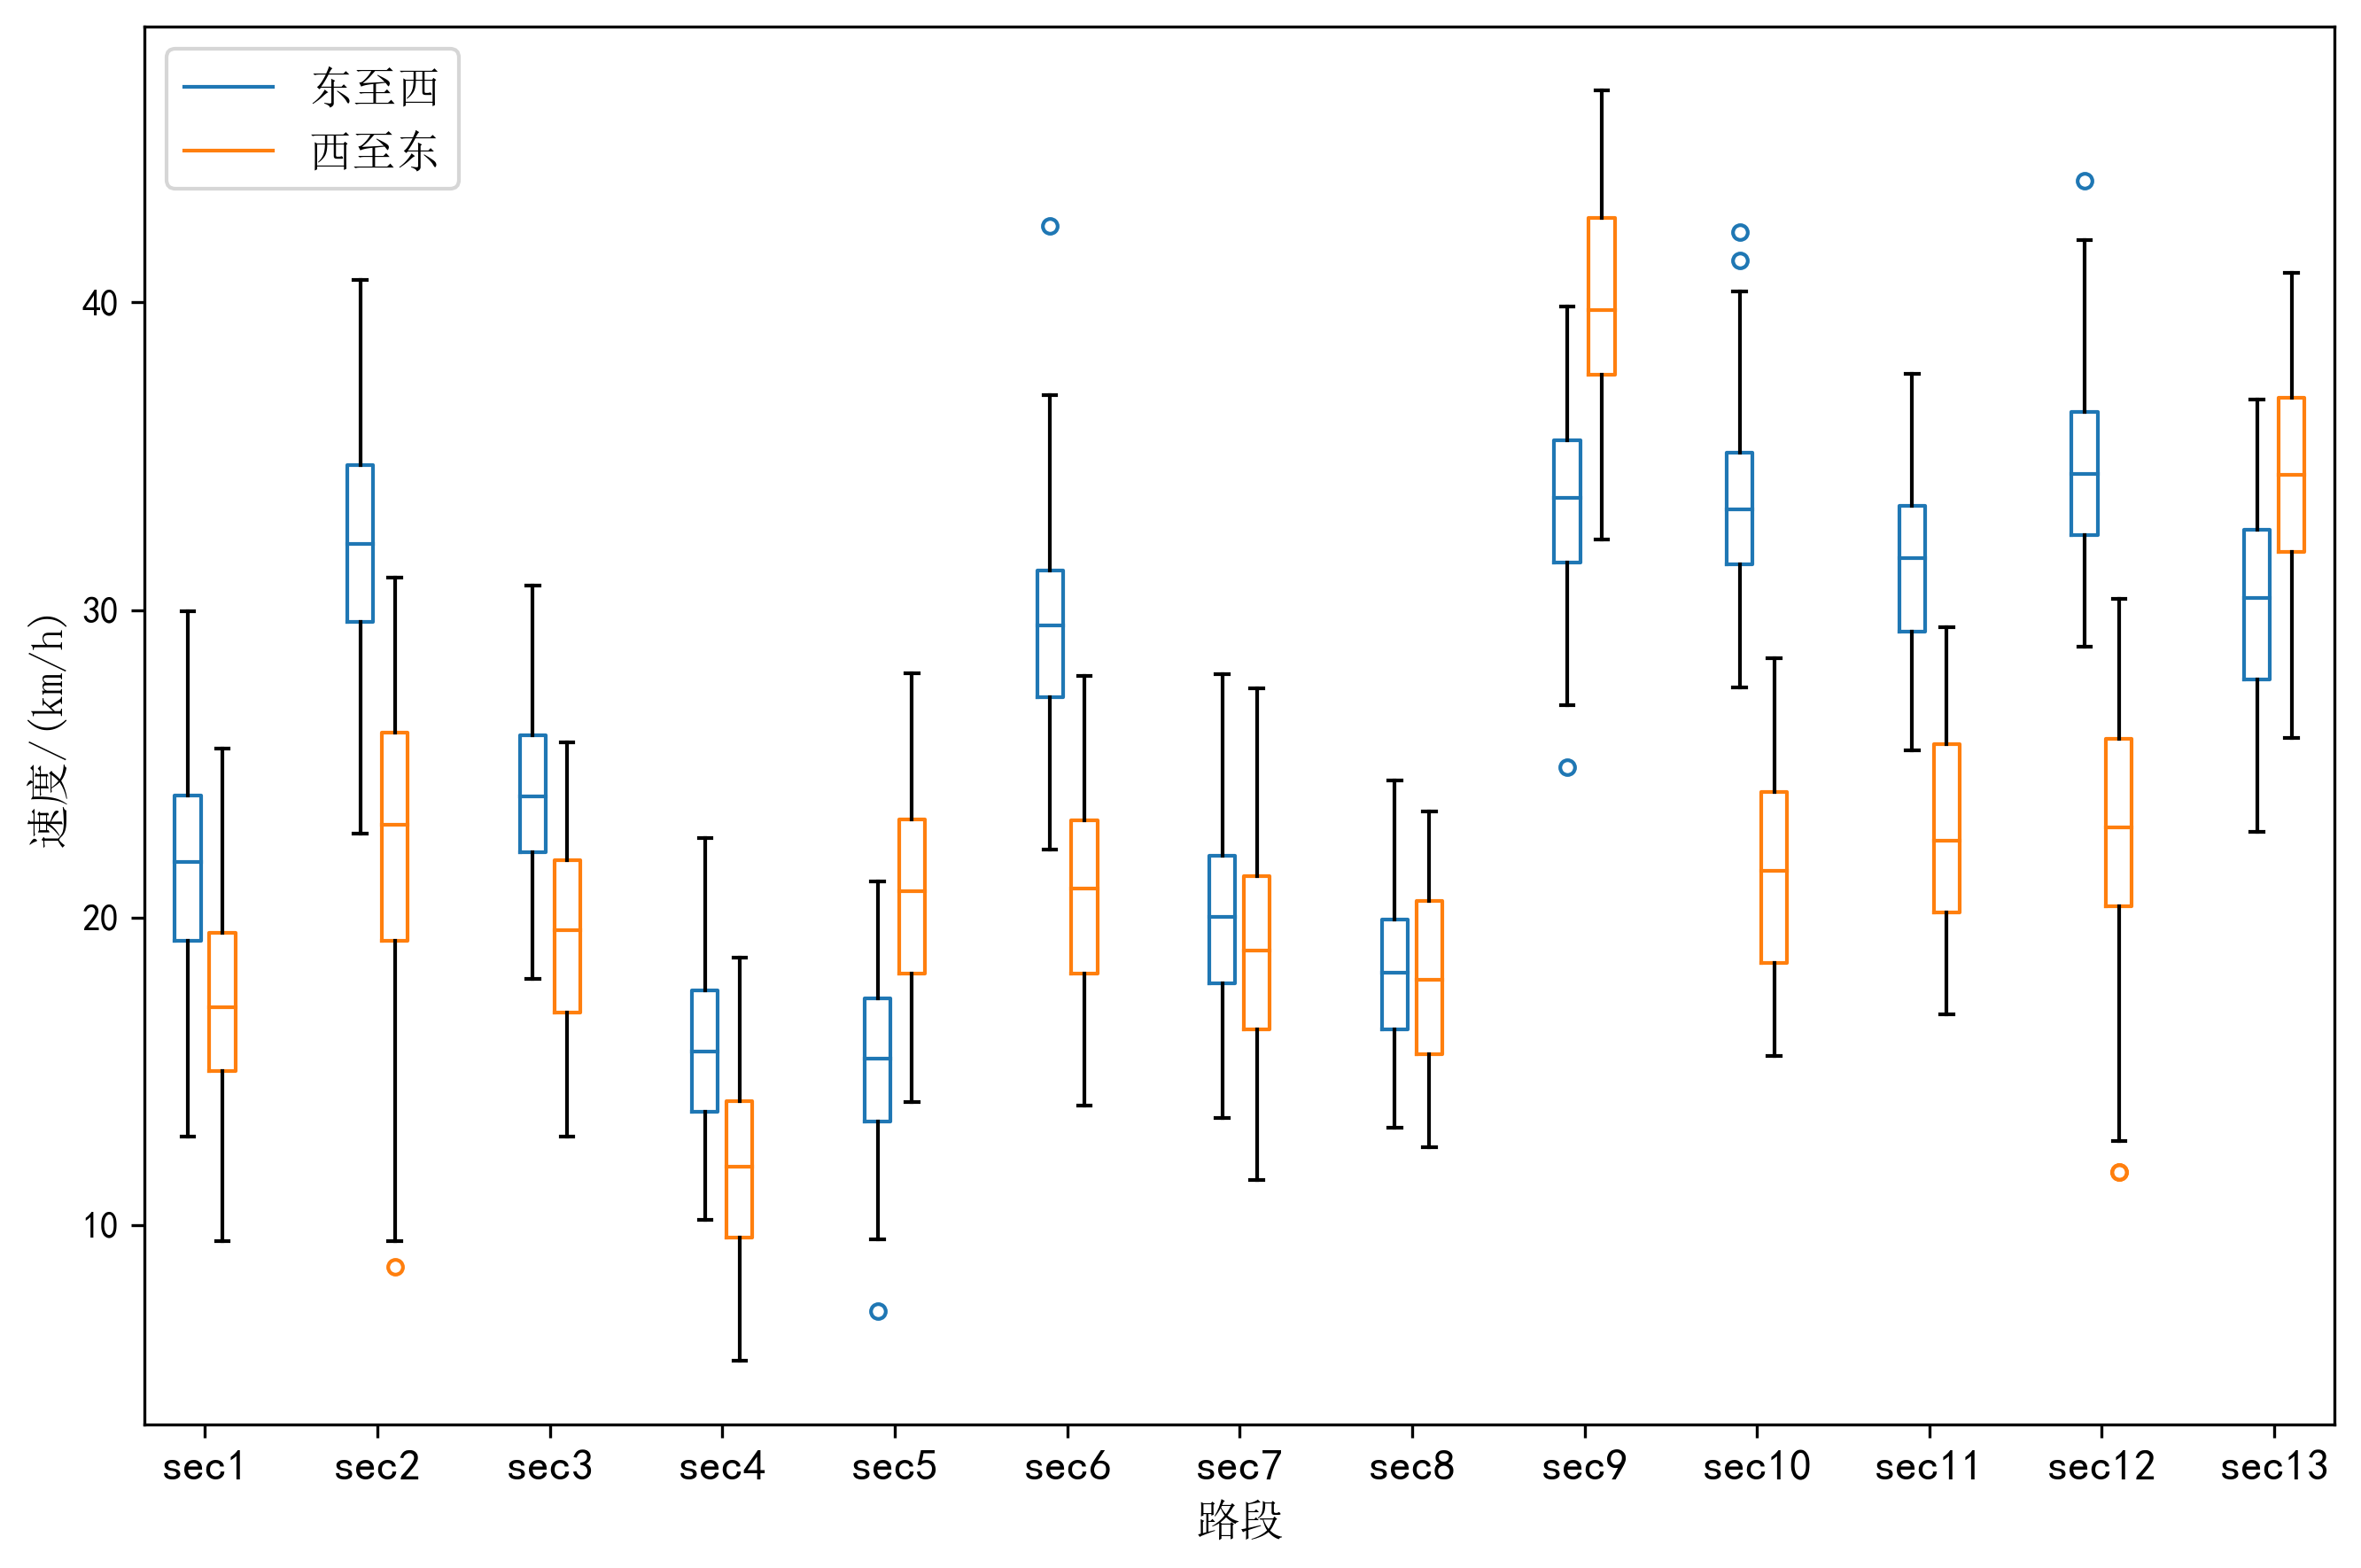 东至西
西至东
速度/(km/h)
40
30
20
10
sec1 sec2 sec3 sec4 sec5 sec6 sec7 sec8 sec9 sec10 sec11 sec12 sec13
路段